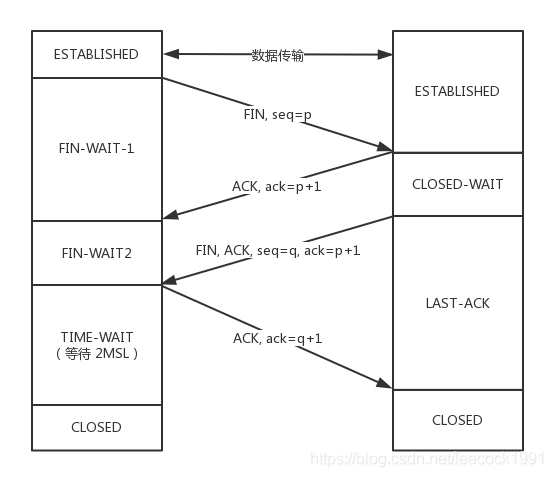 ESTABLISHED
数据传输
ESTABLISHED
FIN, seq=p
FIN-WAIT-1
ACK, ack=p+1
CLOSED-WAIT
FIN-WAIT2
FIN, ACK, seq=q, ack=p+1
LAST-ACK
TIME-WAIT
（等待 2MSL）
ACK, ack=q+1
CLOSED
CLOSED
https://blog.csdn.net/leacock1991